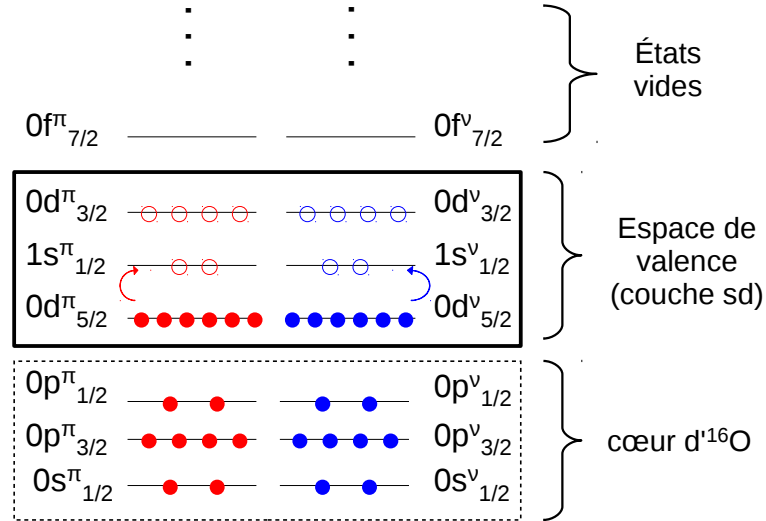 États
vides
0fπ7/2 0fν7/2
0dπ3/2 0dν3/2
1sπ1/2 1sν1/2
0dπ5/2 0dν5/2
Espace de
valence
(couche sd)
0pπ1/2 0pν1/2
0pπ3/2 0pν3/2
0sπ1/2 0sν1/2
cœur d'16O